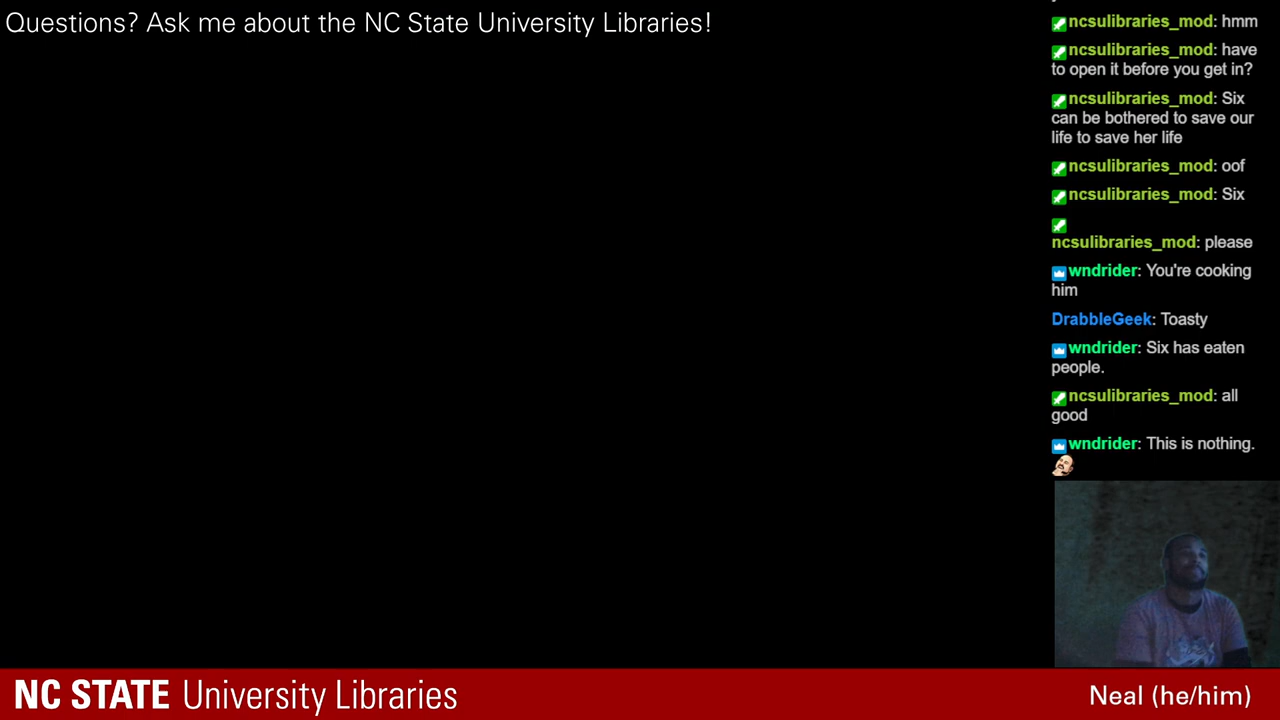 Questions? Ask me about the NC State University Libraries!
ncsulibraries_mod: hmm
ncsulibraries_mod: have
to open it before you get in?
ncsulibraries_mod: Six
can be bothered to save our
life to save her life
ncsulibraries_mod: oof
ncsulibraries_mod: Six
ncsulibraries_mod: please
wndrider: You're cooking
him
DrabbleGeek: Toasty
wndrider: Six has eaten
people.
ncsulibraries_mod: all
good
wndrider: This is nothing.
NC STATE University Libraries
Neal (he/him)